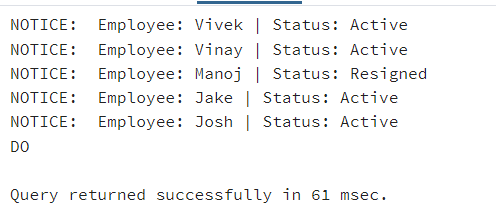 NOTICE:  Employee: Vivek | Status: Active
NOTICE:  Employee: Vinay | Status: Active
NOTICE:  Employee: Manoj | Status: Resigned
NOTICE:  Employee: Jake | Status: Active
NOTICE:  Employee: Josh | Status: Active
DO
Query returned successfully in 61 msec.